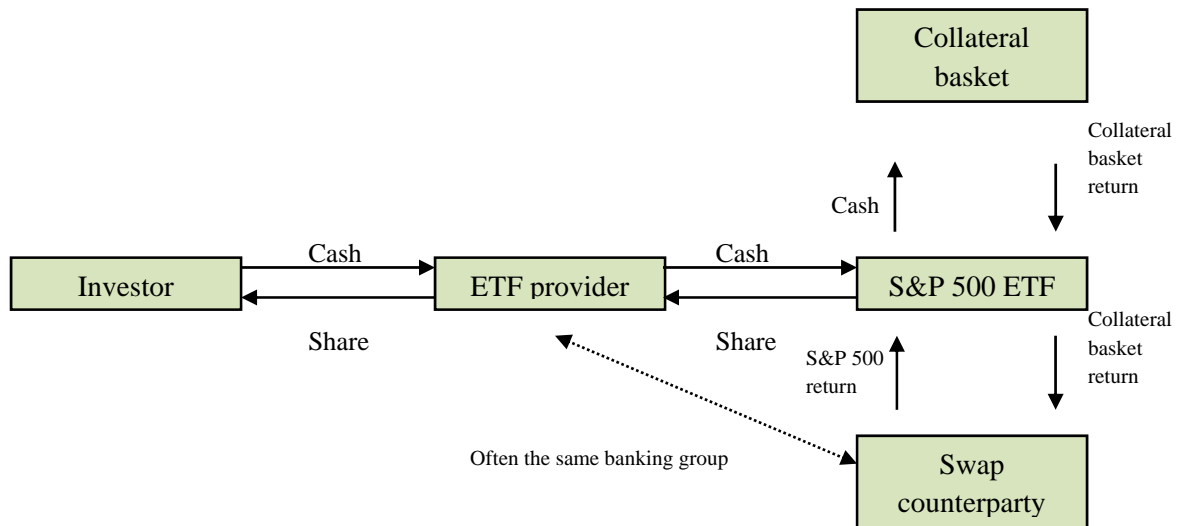 Collateral
basket
Collateral
basket
return
Cash
Cash
Cash
Investor
ETF provider
S&P 500 ETF
Share
Share
S&P 500
return
Collateral
basket
return
Often the same banking group
Swap
counterparty